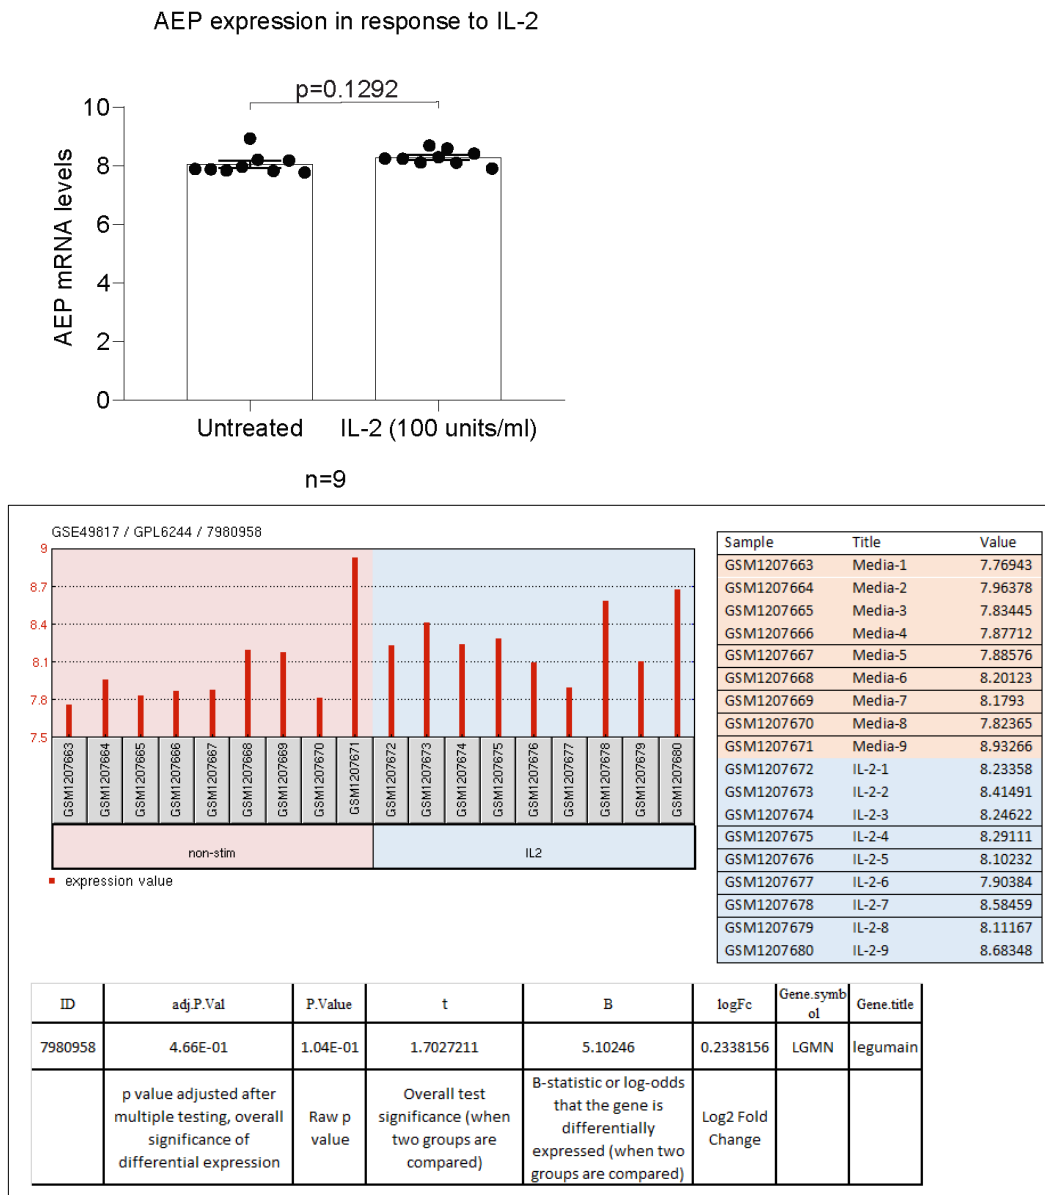 AEP expression in response to IL-2
p=0.1292
10
8
6
4
2
0
AEP mRNA levels
Untreated
IL-2 (100 units/ml)
n=9
GSE49817 / GPL6244 / 7980958
9
8.7
8.4
8.1
7.8
7.5
GSM1207663
GSM1207664
GSM1207665
GSM1207666
GSM1207667
GSM1207668
GSM1207669
GSM1207670
GSM1207671
GSM1207672
GSM1207673
GSM1207674
GSM1207675
GSM1207676
GSM1207677
GSM1207678
GSM1207679
GSM1207680
non-stim
IL2
expression value
Sample Title Value
GSM1207663 Media-1 7.76943
GSM1207664 Media-2 7.96378
GSM1207665 Media-3 7.83445
GSM1207666 Media-4 7.87712
GSM1207667 Media-5 7.88576
GSM1207668 Media-6 8.20123
GSM1207669 Media-7 8.1793
GSM1207670 Media-8 7.82365
GSM1207671 Media-9 8.93266
GSM1207672 IL-2-1 8.23358
GSM1207673 IL-2-2 8.41491
GSM1207674 IL-2-3 8.24622
GSM1207675 IL-2-4 8.29111
GSM1207676 IL-2-5 8.10232
GSM1207677 IL-2-6 7.90384
GSM1207678 IL-2-7 8.58459
GSM1207679 IL-2-8 8.11167
GSM1207680 IL-2-9 8.68348
ID adj.P.Val P.Value t B logFc Gene.symb
ol Gene.title
7980958 4.66E-01 1.04E-01 1.7027211 5.10246 0.2338156 LGMN legumain
p value adjusted after
multiple testing, overall
significance of
differential expression
Raw p
value
Overall test
significance (when
two groups are
compared)
B-statistic or log-odds
that the gene is
differentially
expressed (when two
groups are compared)
Log2 Fold
Change